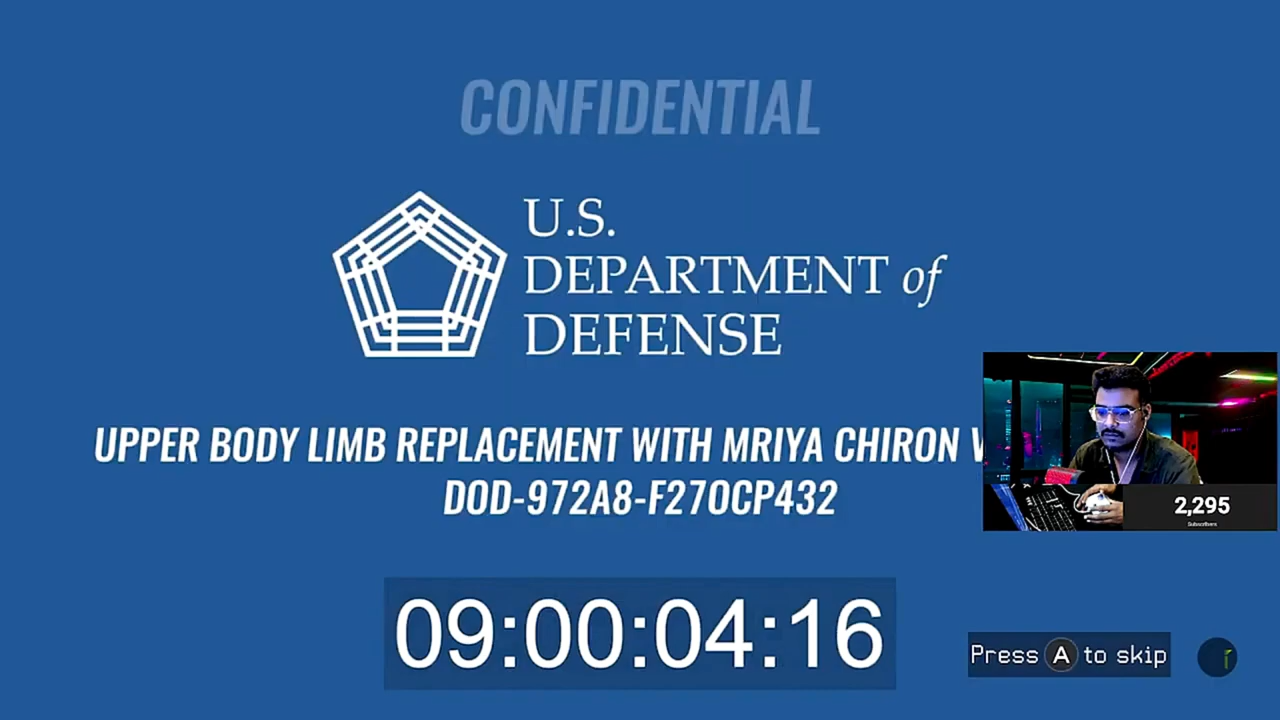 CONFIDENTIAL
U.S.
DEPARTMENT of
DEFENSE
UPPER BODY LIMB REPLACEMENT WITH MRIYA CHIRON
DOD-972A8-F270CP432
2,295
Subscribers
09:00:04:16
Press A to skip